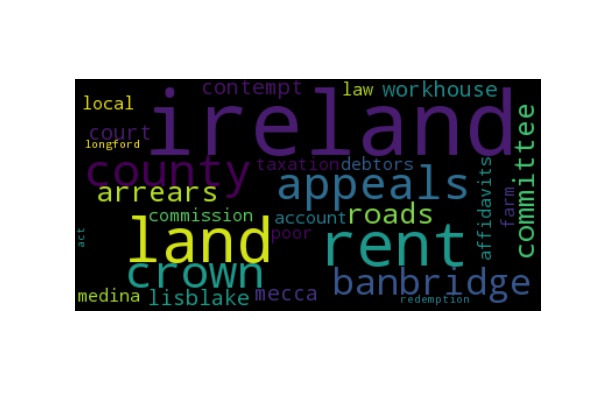 contempt law workhouse
local ireland
court committee
longford
county taxation debtors
arrears appeals affidavits farm
commission account roads
land poor rent
act crown banbridge
medina lisblake mecca redemption